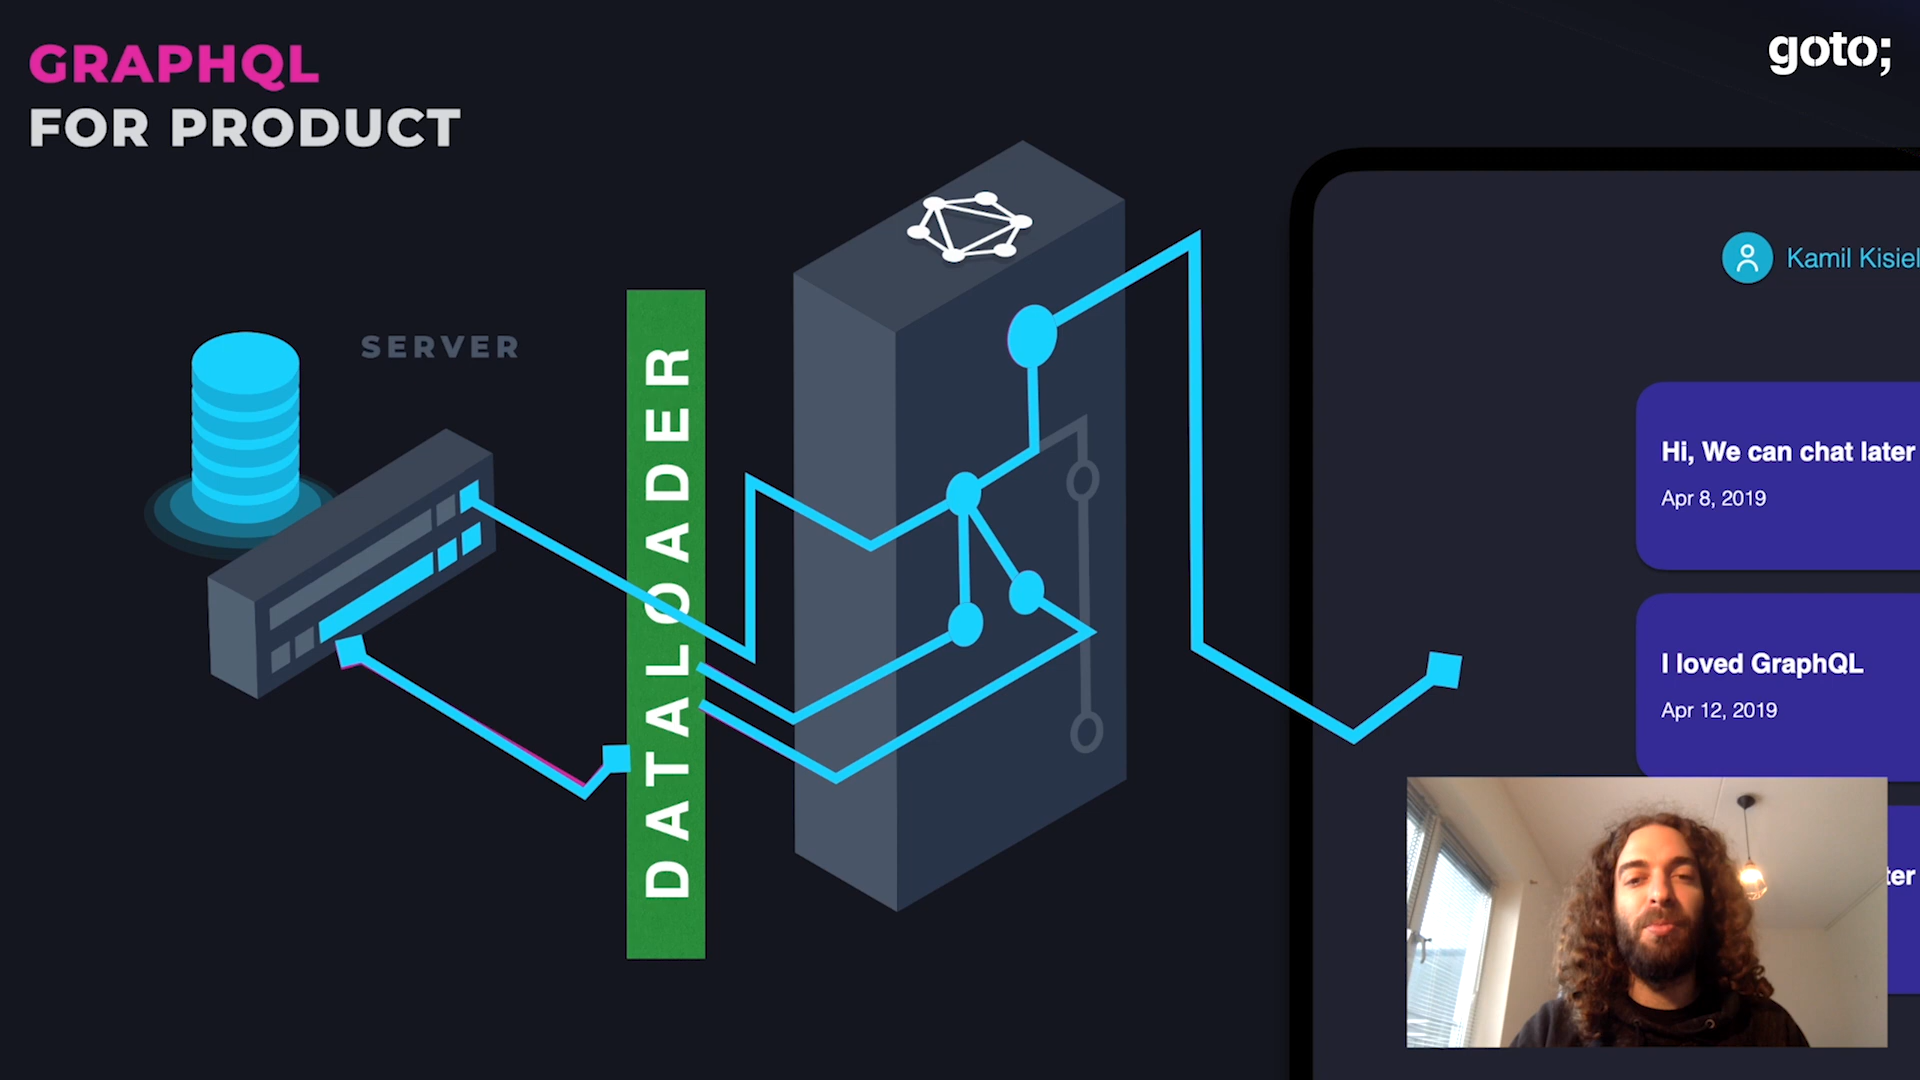 GRAPHQL
FOR PRODUCT
goto;
SERVER
DATALOADER
Kamil Kisiel
Hi, We can chat later
Apr 8, 2019
I loved GraphQL
Apr 12, 2019